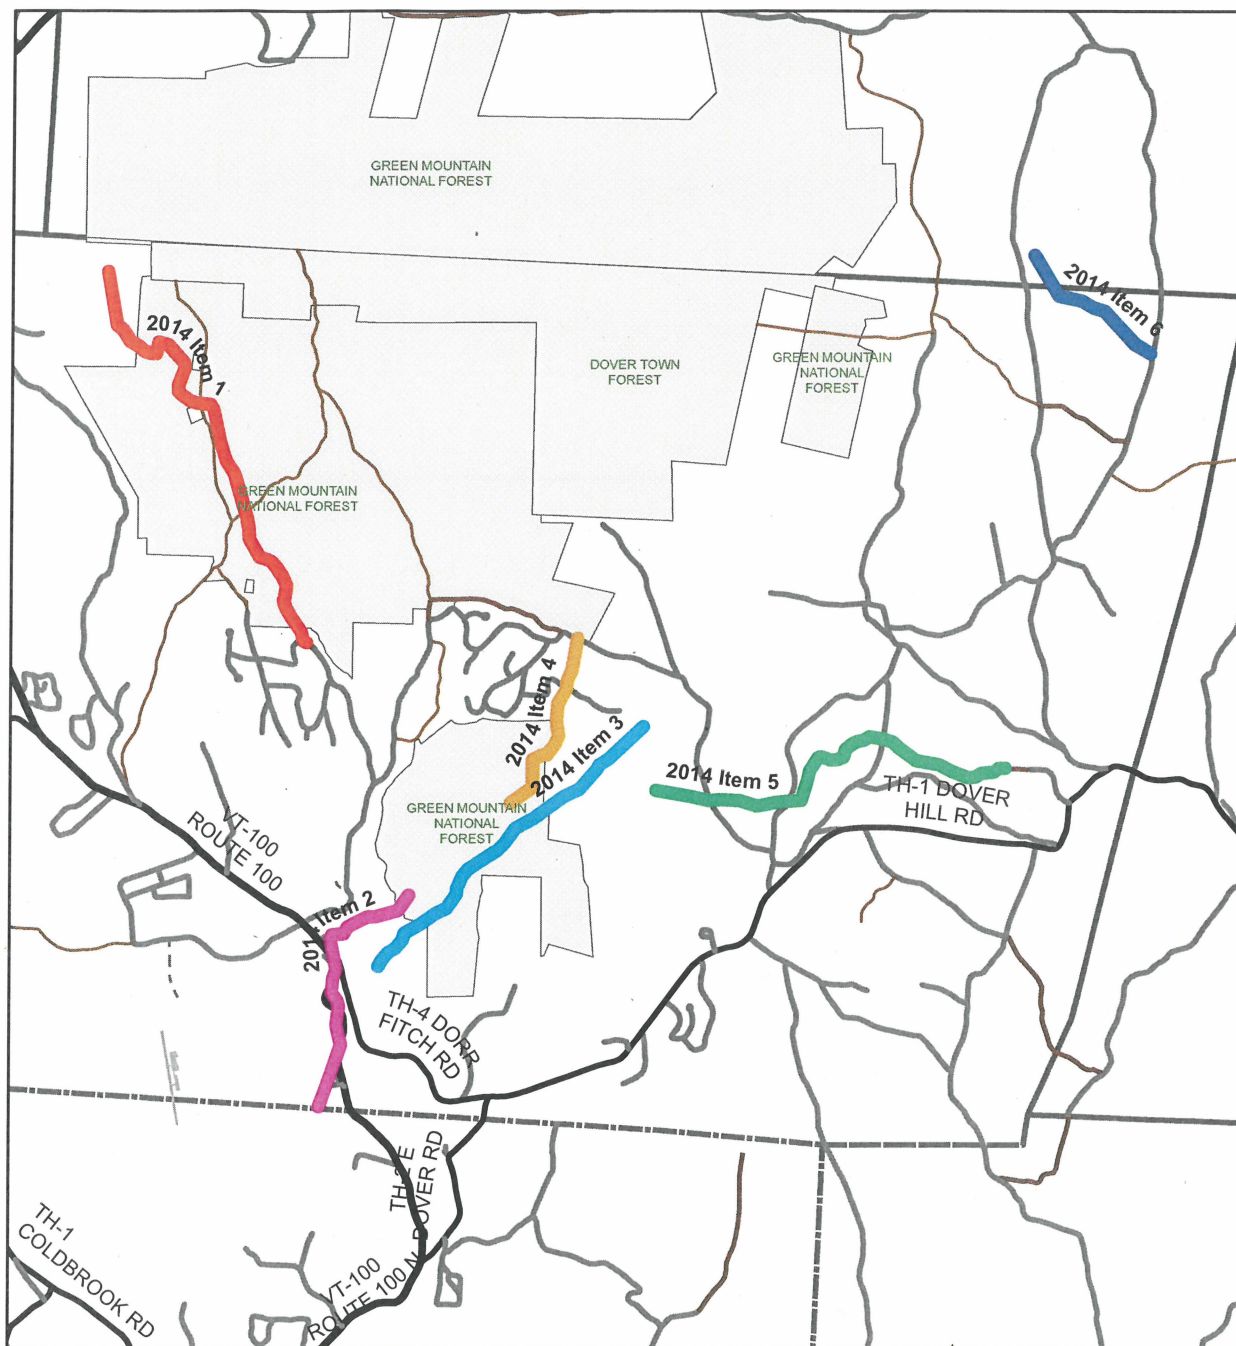 GREEN MOUNTAIN
NATIONAL FOREST
2014 Item 6
2014 Item 1
DOVER TOWN
FOREST
GREEN MOUNTAIN
NATIONAL
FOREST
GREEN MOUNTAIN
NATIONAL FOREST
2014 Item 4
2014 Item 3
2014 Item 5
TH-1 DOVER
HILL RD
GREEN MOUNTAIN
NATIONAL
FOREST
VT-100
ROUTE 100
2014 Item 2
TH-4 DORR
FITCH RD
TH-2 E
N. DOVER RD
TH-1
COLDBROOK RD
VT-100
ROUTE 100